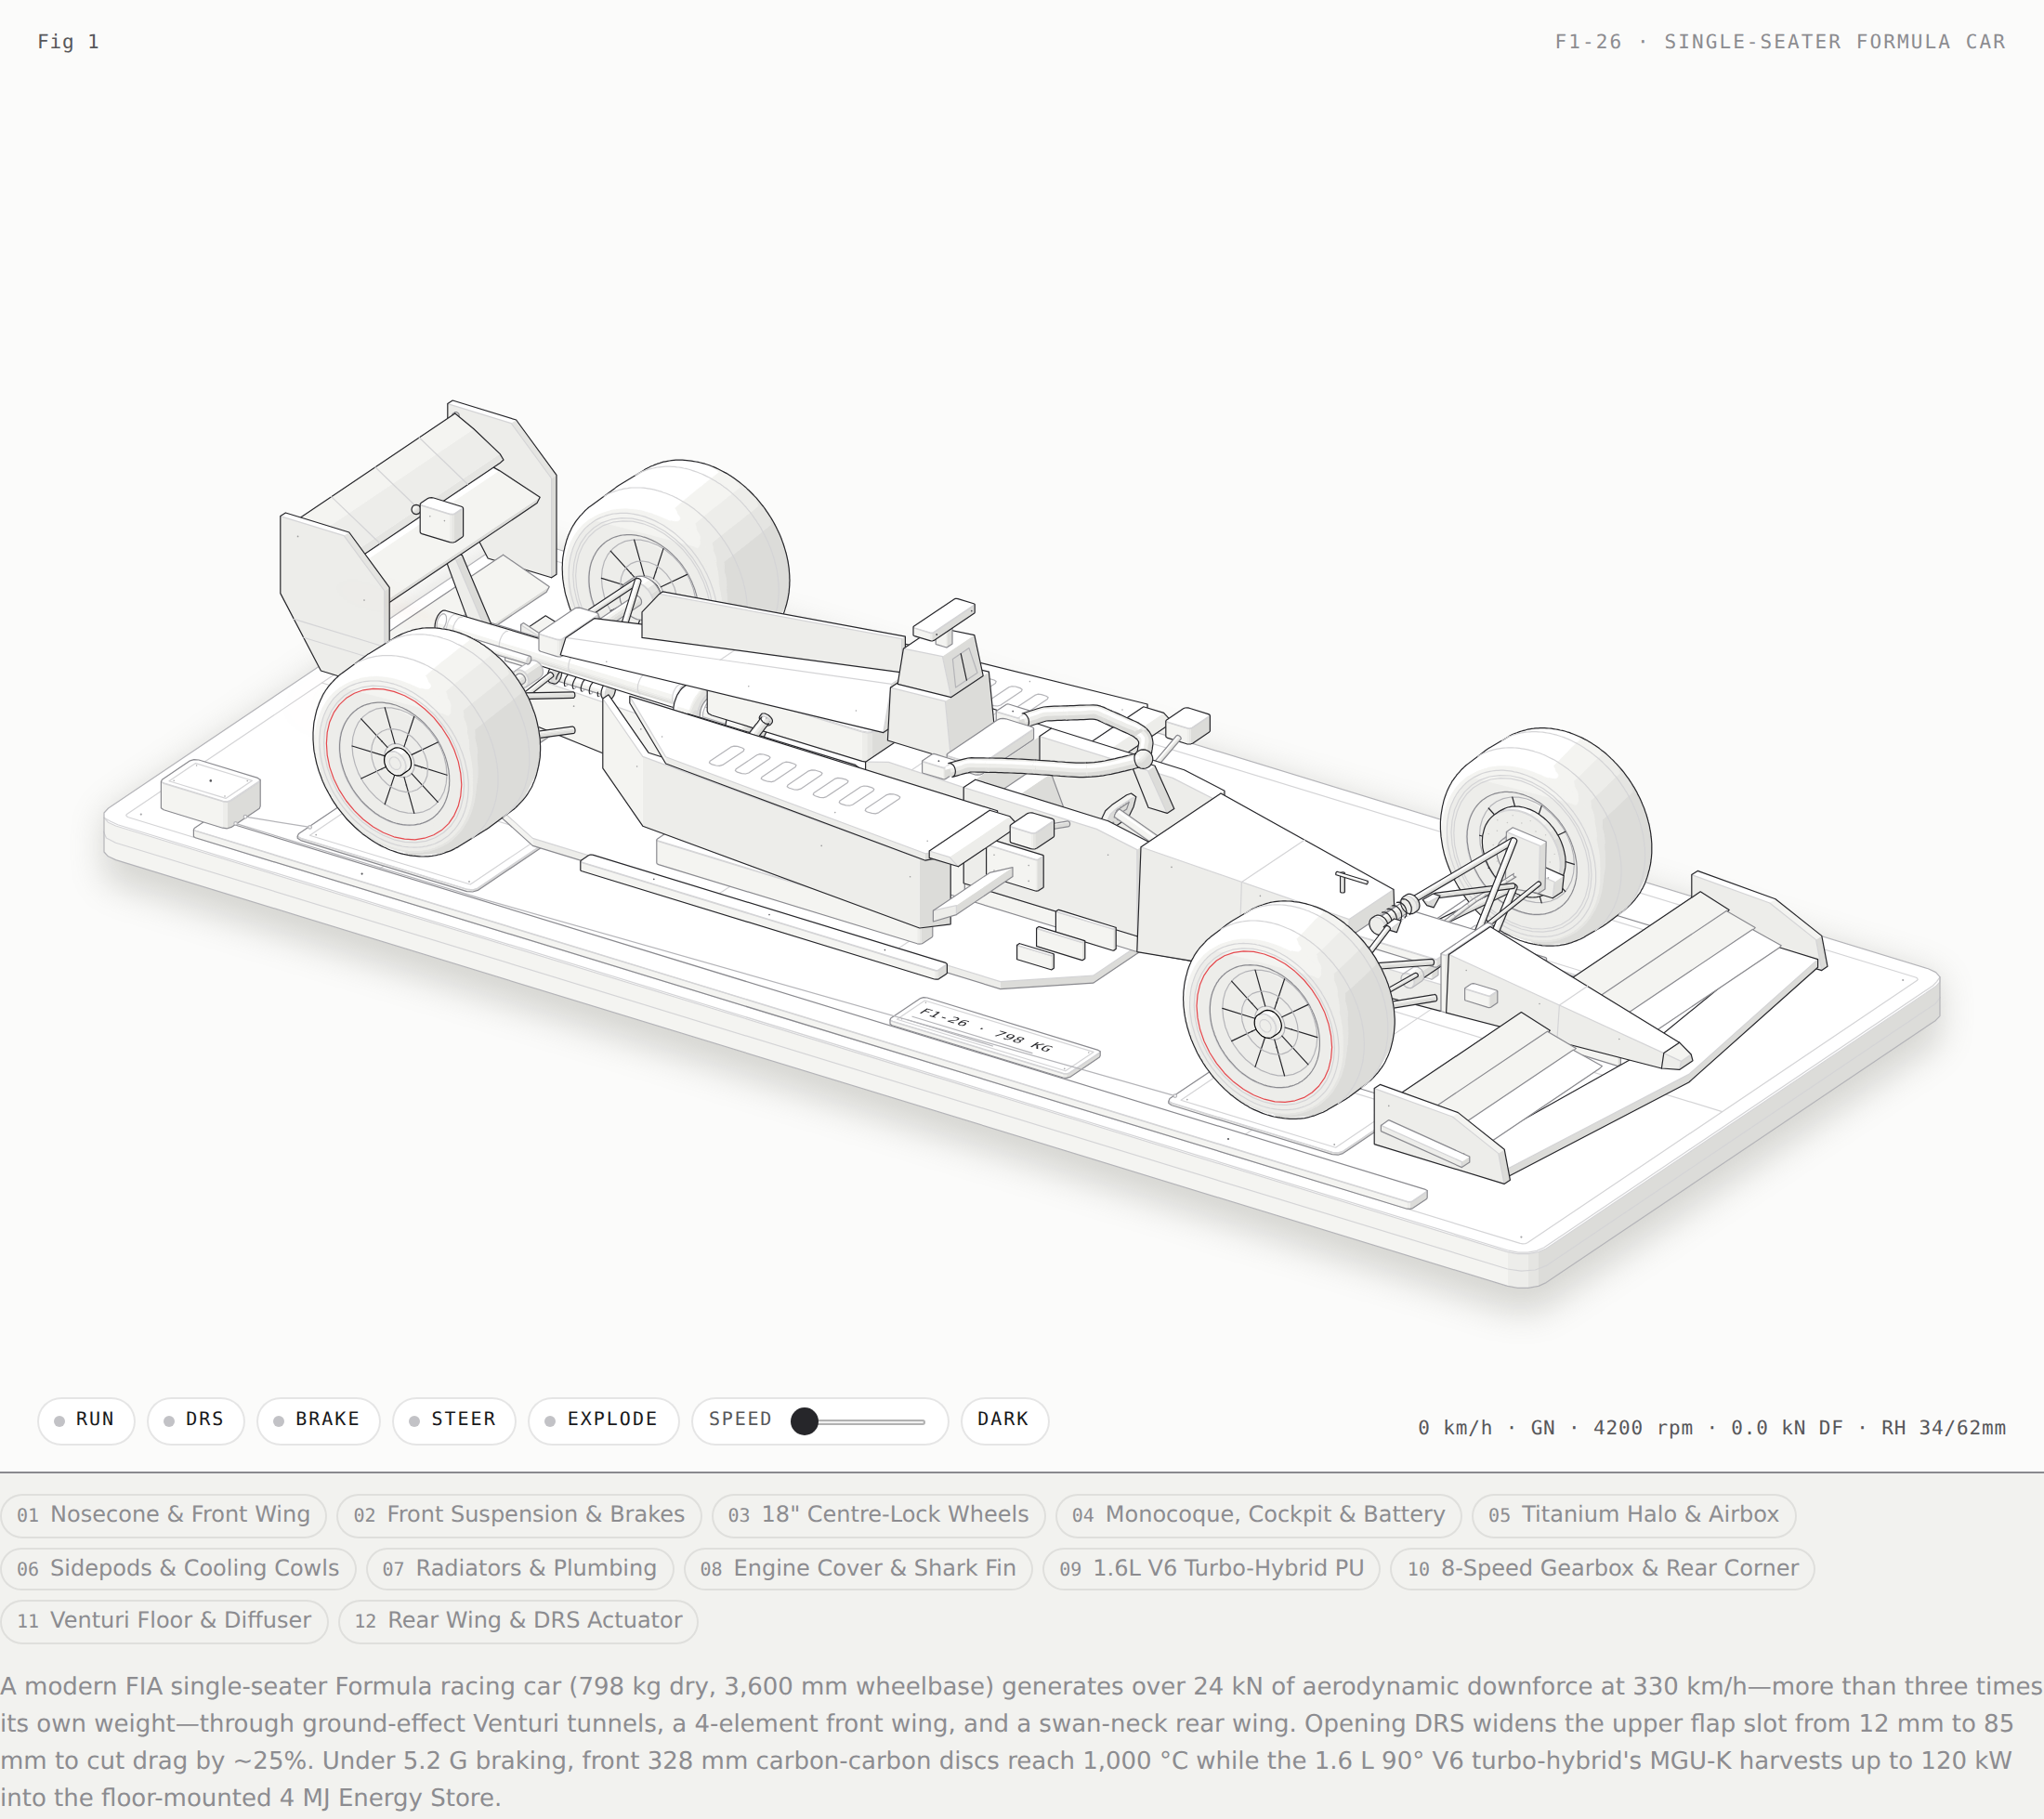 Fig 1
F1-26 · SINGLE-SEATER FORMULA CAR
F1-26 · 798 KG
RUN
DRS
BRAKE
STEER
EXPLODE
SPEED
DARK
0 km/h · GN · 4200 rpm · 0.0 kN DF · RH 34/62mm
01 Nosecone & Front Wing
02 Front Suspension & Brakes
03 18" Centre-Lock Wheels
04 Monocoque, Cockpit & Battery
05 Titanium Halo & Airbox
06 Sidepods & Cooling Cowls
07 Radiators & Plumbing
08 Engine Cover & Shark Fin
09 1.6L V6 Turbo-Hybrid PU
10 8-Speed Gearbox & Rear Corner
11 Venturi Floor & Diffuser
12 Rear Wing & DRS Actuator
A modern FIA single-seater Formula racing car (798 kg dry, 3,600 mm wheelbase) generates over 24 kN of aerodynamic downforce at 330 km/h—more than three times
its own weight—through ground-effect Venturi tunnels, a 4-element front wing, and a swan-neck rear wing. Opening DRS widens the upper flap slot from 12 mm to 85
mm to cut drag by ~25%. Under 5.2 G braking, front 328 mm carbon-carbon discs reach 1,000 °C while the 1.6 L 90° V6 turbo-hybrid's MGU-K harvests up to 120 kW
into the floor-mounted 4 MJ Energy Store.